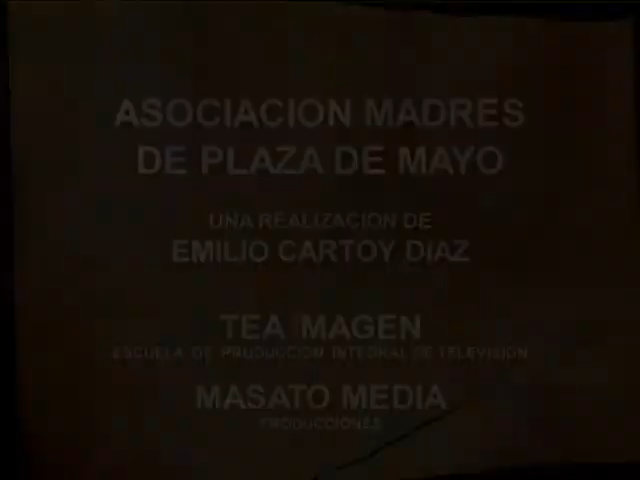 ASOCIACION MADRES
DE PLAZA DE MAYO
UNA REALIZACION DE
EMILIO CARTOY DIAZ
TEA IMAGEN
ESCUELA DE PRODUCCION INTEGRAL DE TELEVISION
MASATO MEDIA
PRODUCCIONES